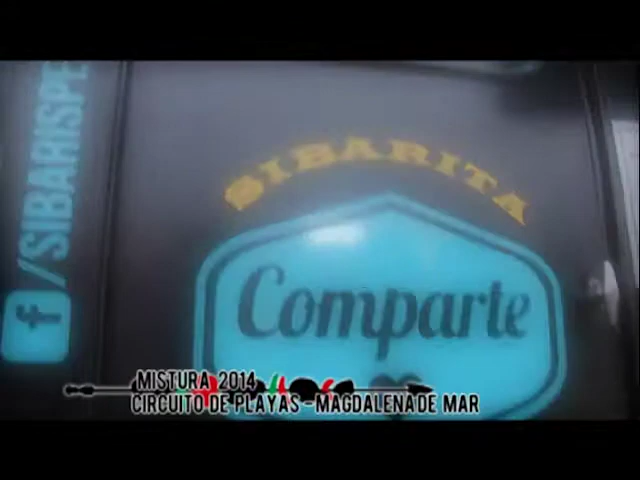 f/SIBARISPE
SIBARITA
Comparte
MISTURA 2014
CIRCUITO DE PLAYAS - MAGDALENA DE MAR